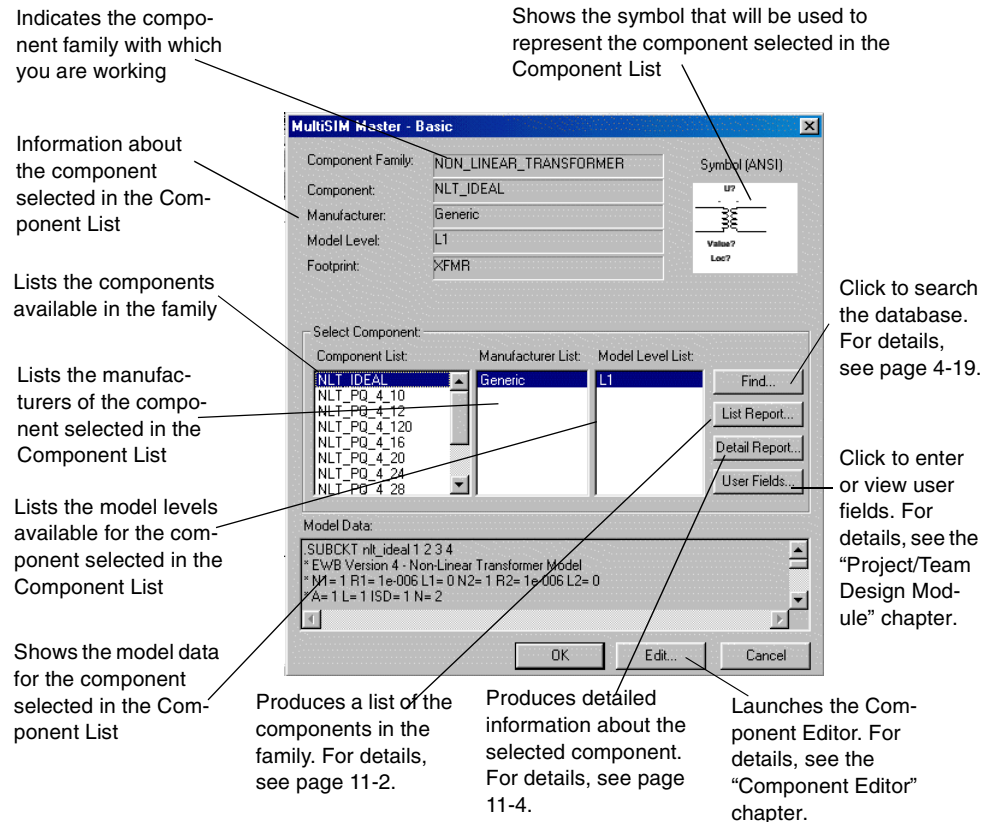 Indicates the compo-
nent family with which
you are working
Shows the symbol that will be used to
represent the component selected in the
Component List
Information about
the component
selected in the Com-
ponent List
Lists the components
available in the family
Lists the manufac-
turers of the compo-
nent selected in the
Component List
Lists the model levels
available for the com-
ponent selected in the
Component List
Shows the model data
for the component
selected in the Com-
ponent List
MultiSIM Master - Basic
Component Family: NON_LINEAR_TRANSFORMER
Component: NLT_IDEAL
Manufacturer: Generic
Model Level: L1
Footprint: XFMR
Symbol (ANSI)
U?
Value?
Loc?
Select Component:
Component List:
NLT_IDEAL
NLT_PQ_4_10
NLT_PQ_4_12
NLT_PQ_4_120
NLT_PQ_4_16
NLT_PQ_4_20
NLT_PQ_4_24
NLT_PQ_4_28
Manufacturer List:
Generic
Model Level List:
L1
Find...
List Report...
Detail Report...
User Fields...
Model Data:
.SUBCKT nlt_ideal 1 2 3 4
* EWB Version 4 - Non-Linear Transformer Model
* N1= 1 R1= 1e-006 L1= 0 N2= 1 R2= 1e-006 L2= 0
* A= 1 L= 1 ISD= 1 N= 2
OK
Edit...
Cancel
Click to search
the database.
For details,
see page 4-19.
Click to enter
or view user
fields. For
details, see the
“Project/Team
Design Mod-
ule” chapter.
Produces a list of the
components in the
family. For details,
see page 11-2.
Produces detailed
information about the
selected component.
For details, see page
11-4.
Launches the Com-
ponent Editor. For
details, see the
“Component Editor”
chapter.